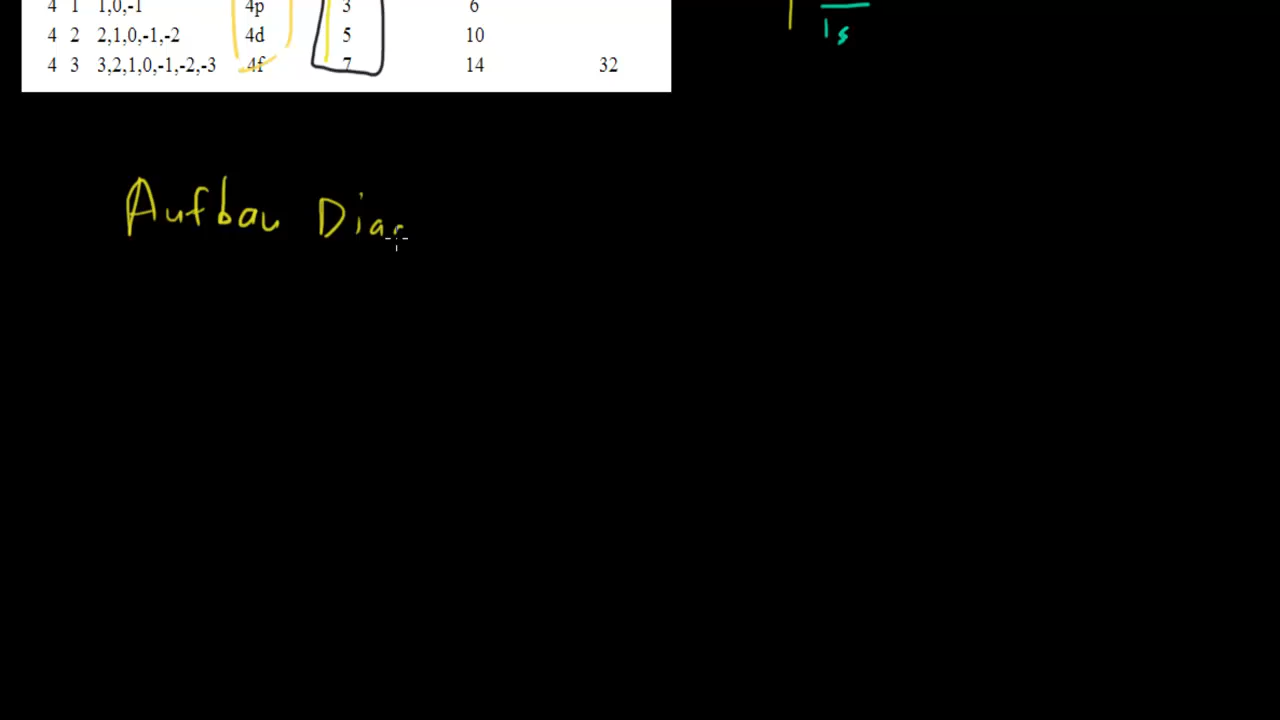 4 1 1,0,-1 4p 3 6
1s
4 2 2,1,0,-1,-2 4d 5 10
4 3 3,2,1,0,-1,-2,-3 4f 7 14 32
Aufbau Diag